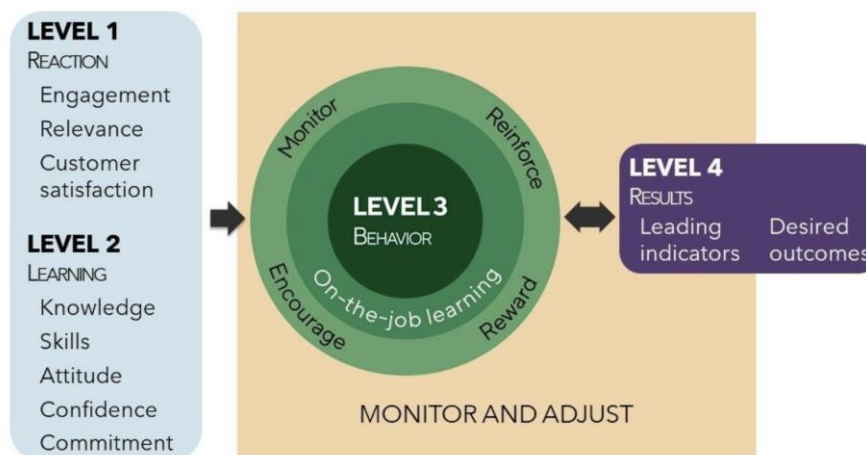 LEVEL 1
REACTION
Engagement
Relevance
Customer
satisfaction
LEVEL 2
LEARNING
Knowledge
Skills
Attitude
Confidence
Commitment
Monitor
Reinforce
LEVEL 3
BEHAVIOR
On-the-job learning
Encourage
Reward
MONITOR AND ADJUST
LEVEL 4
RESULTS
Leading
indicators
Desired
outcomes